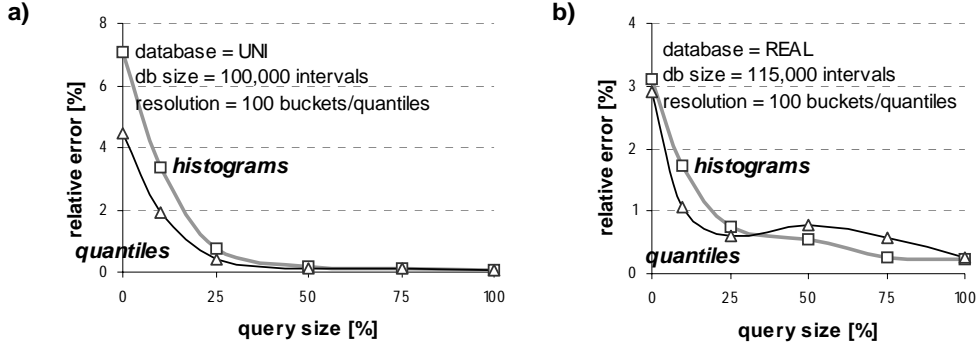 a)
8
6
4
2
0
relative error [%]
database = UNI
db size = 100,000 intervals
resolution = 100 buckets/quantiles
histograms
quantiles
0
25
50
75
100
query size [%]
b)
4
3
2
1
0
relative error [%]
database = REAL
db size = 115,000 intervals
resolution = 100 buckets/quantiles
histograms
quantiles
0
25
50
75
100
query size [%]